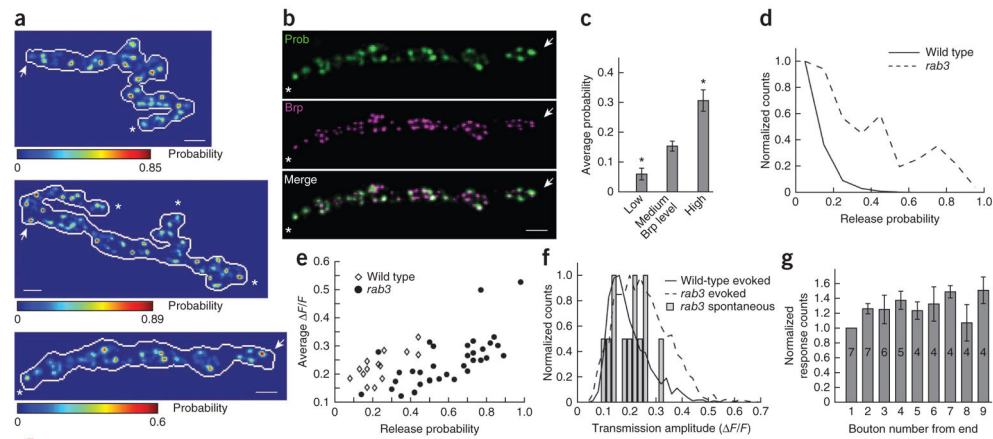 a
*
Probability
0
0.85
*
*
*
Probability
0
0.89
*
Probability
0
0.6
b
Prob
*
Brp
*
Merge
*
c
Average probability
0.4
0.3
0.2
0.1
0
*
*
Low
Medium
High
Brp level
d
Normalized counts
1.0
0.8
0.6
0.4
0.2
0
0
0.2
0.4
0.6
0.8
1.0
Release probability
Wild type
rab3
e
Average ΔF/F
0.6
0.5
0.4
0.3
0.2
0.1
0
0.2
0.4
0.6
0.8
1.0
Release probability
Wild type
rab3
f
Normalized counts
1.0
0.8
0.6
0.4
0.2
0
0
0.1
0.2
0.3
0.4
0.5
0.6
0.7
Transmission amplitude (ΔF/F)
Wild-type evoked
rab3 evoked
rab3 spontaneous
g
Normalized
response counts
1.6
1.4
1.2
1.0
0.8
0.6
0.4
0.2
0
7 7 6 5 4 4 4 4 4
1 2 3 4 5 6 7 8 9
Bouton number from end